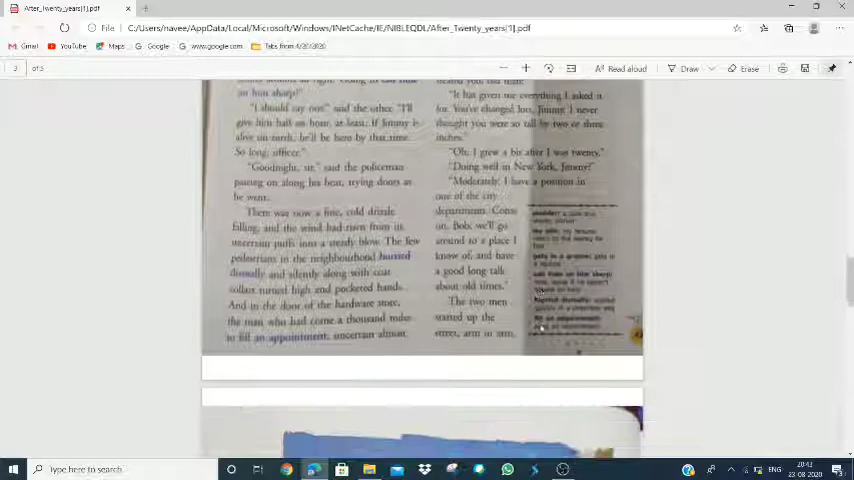 After_Twenty_years[1].pdf
File
C:/Users/navee/AppData/Local/Microsoft/Windows/INetCache/IE/NIBLEQDL/After_Twenty_years[1].pdf
Gmail
YouTube
Maps
Google
www.google.com
Tabs from 4/20/2020
3 of 5
Read aloud
Draw
Erase
on him sharp?"
"I should say not!" said the other. "I'll
give him half an hour, at least. If Jimmy is
alive on earth, he'll be here by that time.
So long, officer."
"Goodnight, sir," said the policeman
passing on along his beat, trying doors as
he went.
There was now a fine, cold drizzle
falling, and the wind had risen from its
uncertain puffs into a steady blow. The few
pedestrians in the neighbourhood hurried
dismally and silently along with coat
collars turned high and pocketed hands.
And in the door of the hardware store,
the man who had come a thousand miles
to fill an appointment, uncertain almost
"It has given me everything I asked it
for. You've changed lots, Jimmy. I never
thought you were so tall by two or three
inches."
"Oh, I grew a bit after I was twenty."
"Doing well in New York, Jimmy?"
"Moderately. I have a position in
one of the city
departments. Come
on, Bob; we'll go
around to a place I
know of, and have
a good long talk
about old times."
The two men
started up the
street, arm in arm.
Type here to search
ENG
20:43
23-08-2020
3